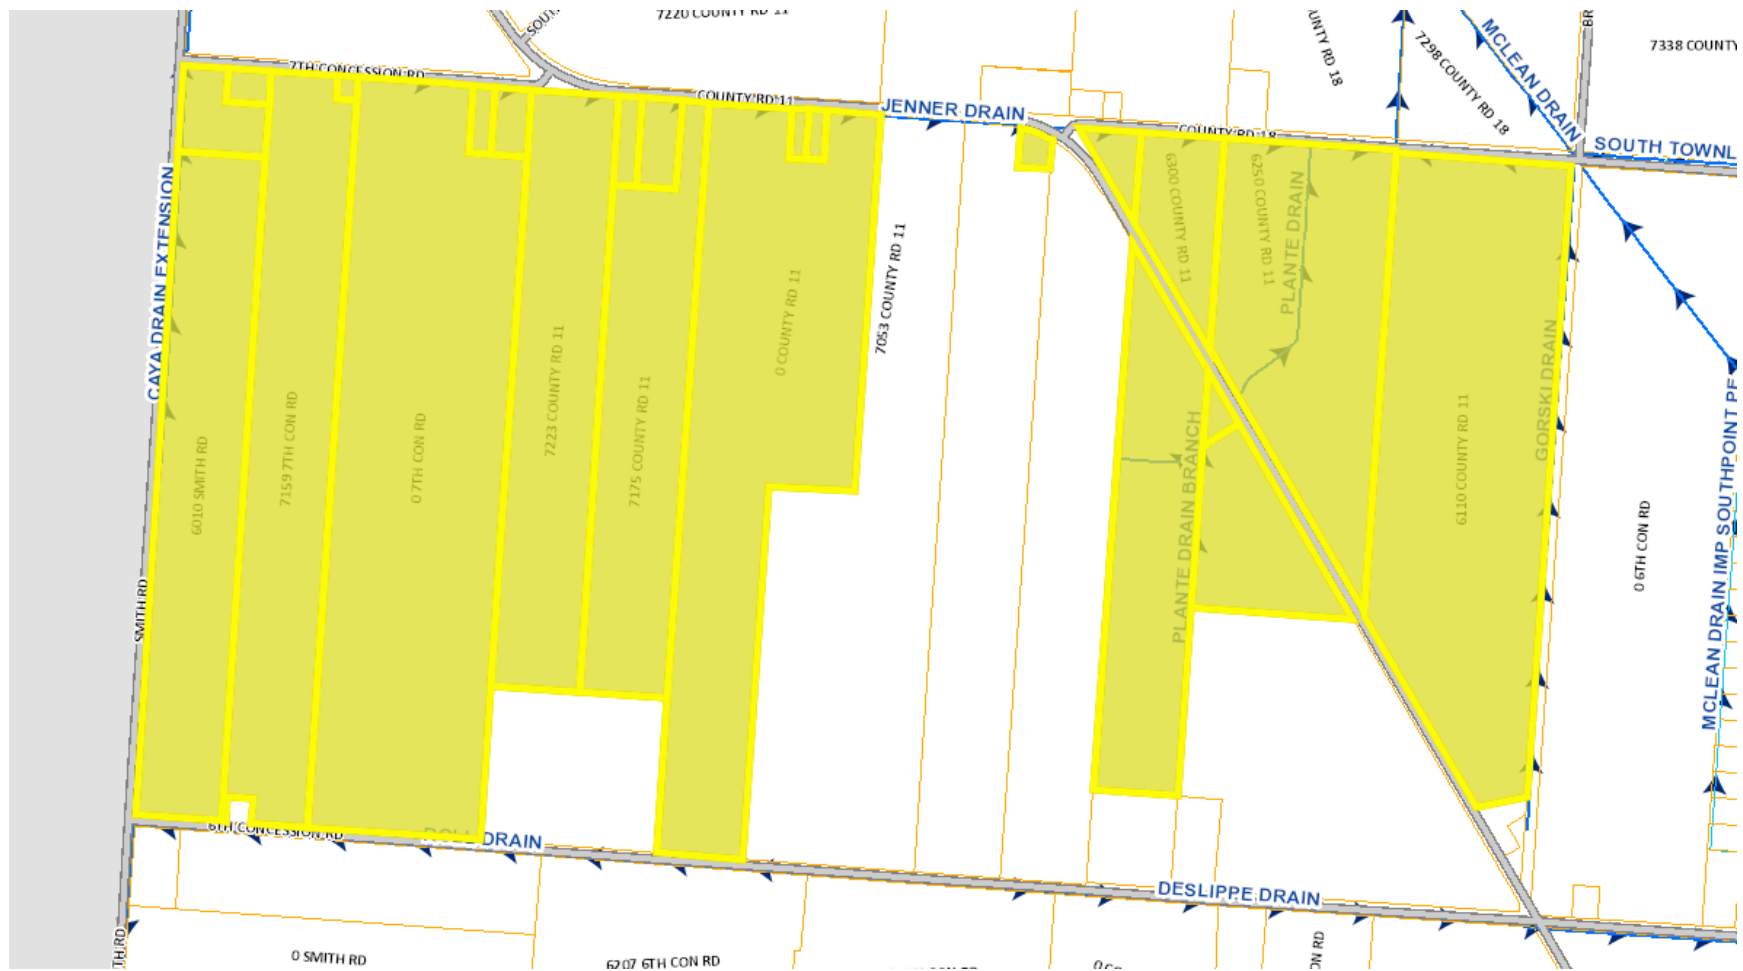 7220 COUNTY RD 11
7298 COUNTY RD 18
MCLEAN DRAIN
7338 COUNTY
7TH CONCESSION RD
COUNTY RD 11
JENNER DRAIN
COUNTY RD 18
SOUTH TOWNL
CAYA DRAIN EXTENSION
6300 COUNTY RD 11
6250 COUNTY RD 11
PLANTE DRAIN
7053 COUNTY RD 11
0 COUNTY RD 11
7223 COUNTY RD 11
7175 COUNTY RD 11
6010 SMITH RD
7159 7TH CON RD
0 7TH CON RD
PLANTE DRAIN BRANCH
6110 COUNTY RD 11
GORSKI DRAIN
0 6TH CON RD
MCLEAN DRAIN IMP SOUTHPOINT PE
SMITH RD
6TH CONCESSION RD
DRAIN
DESLIPPE DRAIN
TH RD
0 SMITH RD
6207 6TH CON RD
ON RD